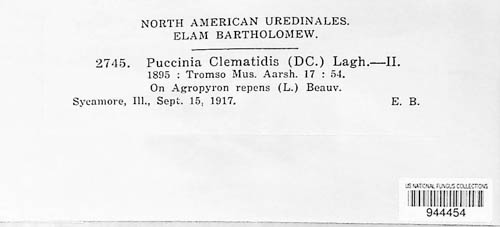 NORTH AMERICAN UREDINALES.
ELAM BARTHOLOMEW.
2745. Puccinia Clematidis (DC.) Lagh.—II.
1895 : Tromso Mus. Aarsh. 17 : 54.
On Agropyron repens (L.) Beauv.
Sycamore, Ill., Sept. 15, 1917. E. B.
US NATIONAL FUNGUS COLLECTIONS
944454